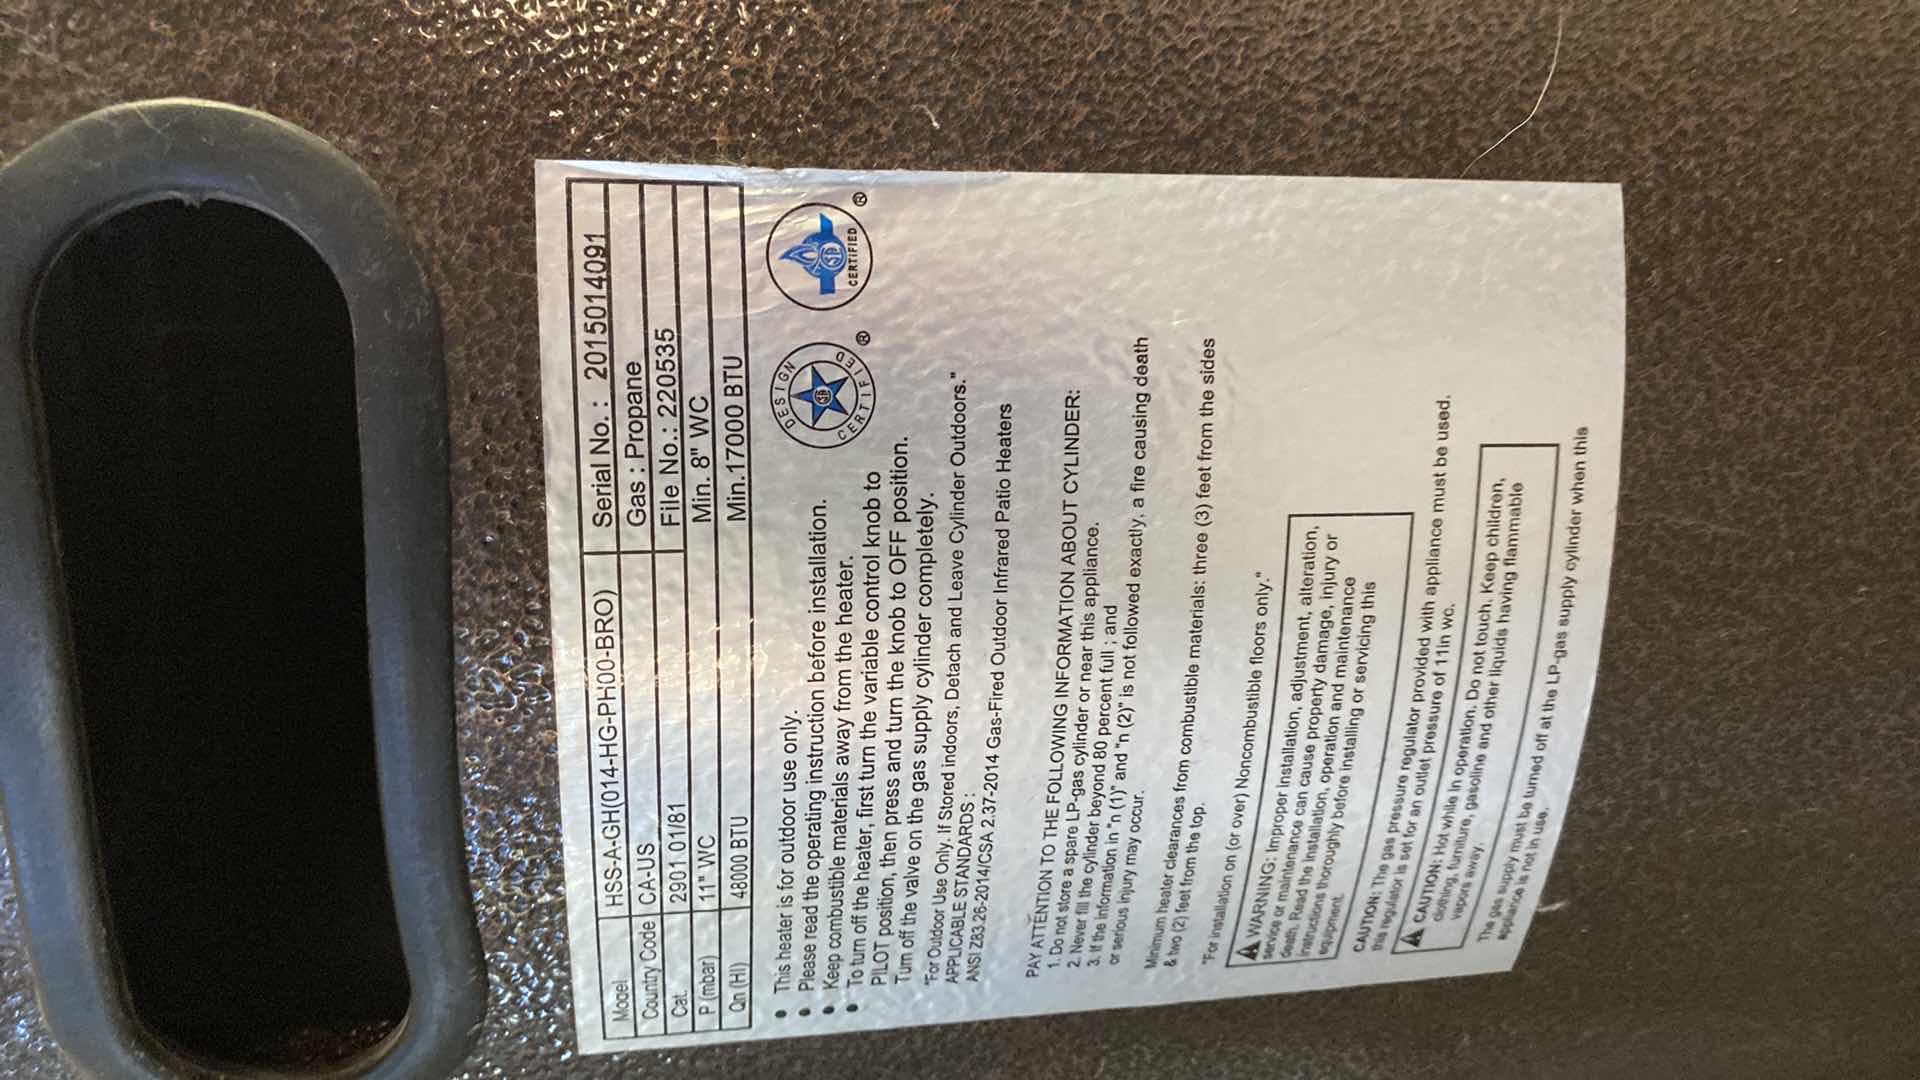 Model HSS-A-GH(014-HG-PH00-BRO) Serial No. : 2015014091
Country Code CA-US Gas : Propane
Cat. 2901 01/81 File No.: 220535
P (mbar) 11" WC Min. 8" WC
Qn (HI) 48000 BTU Min.17000 BTU
DESIGN CERTIFIED ®
CERTIFIED ®
• This heater is for outdoor use only.
• Please read the operating instruction before installation.
• Keep combustible materials away from the heater.
• To turn off the heater, first turn the variable control knob to
PILOT position, then press and turn the knob to OFF position.
Turn off the valve on the gas supply cylinder completely.
"For Outdoor Use Only. If Stored indoors, Detach and Leave Cylinder Outdoors."
APPLICABLE STANDARDS :
ANSI Z83.26-2014/CSA 2.37-2014 Gas-Fired Outdoor Infrared Patio Heaters
PAY ATTENTION TO THE FOLLOWING INFORMATION ABOUT CYLINDER:
1. Do not store a spare LP-gas cylinder or near this appliance.
2. Never fill the cylinder beyond 80 percent full ; and
3. If the information in "n (1)" and "n (2)" is not followed exactly, a fire causing death
or serious injury may occur.
Minimum heater clearances from combustible materials: three (3) feet from the sides
& two (2) feet from the top.
"For installation on (or over) Noncombustible floors only."
WARNING: Improper installation, adjustment, alteration,
service or maintenance can cause property damage, injury or
death. Read the installation, operation and maintenance
instructions thoroughly before installing or servicing this
equipment.
CAUTION: The gas pressure regulator provided with appliance must be used.
this regulator is set for an outlet pressure of 11in wc.
CAUTION: Hot while in operation. Do not touch. Keep children,
clothing, furniture, gasoline and other liquids having flammable
vapors away.
The gas supply must be turned off at the LP-gas supply cylinder when this
appliance is not in use.